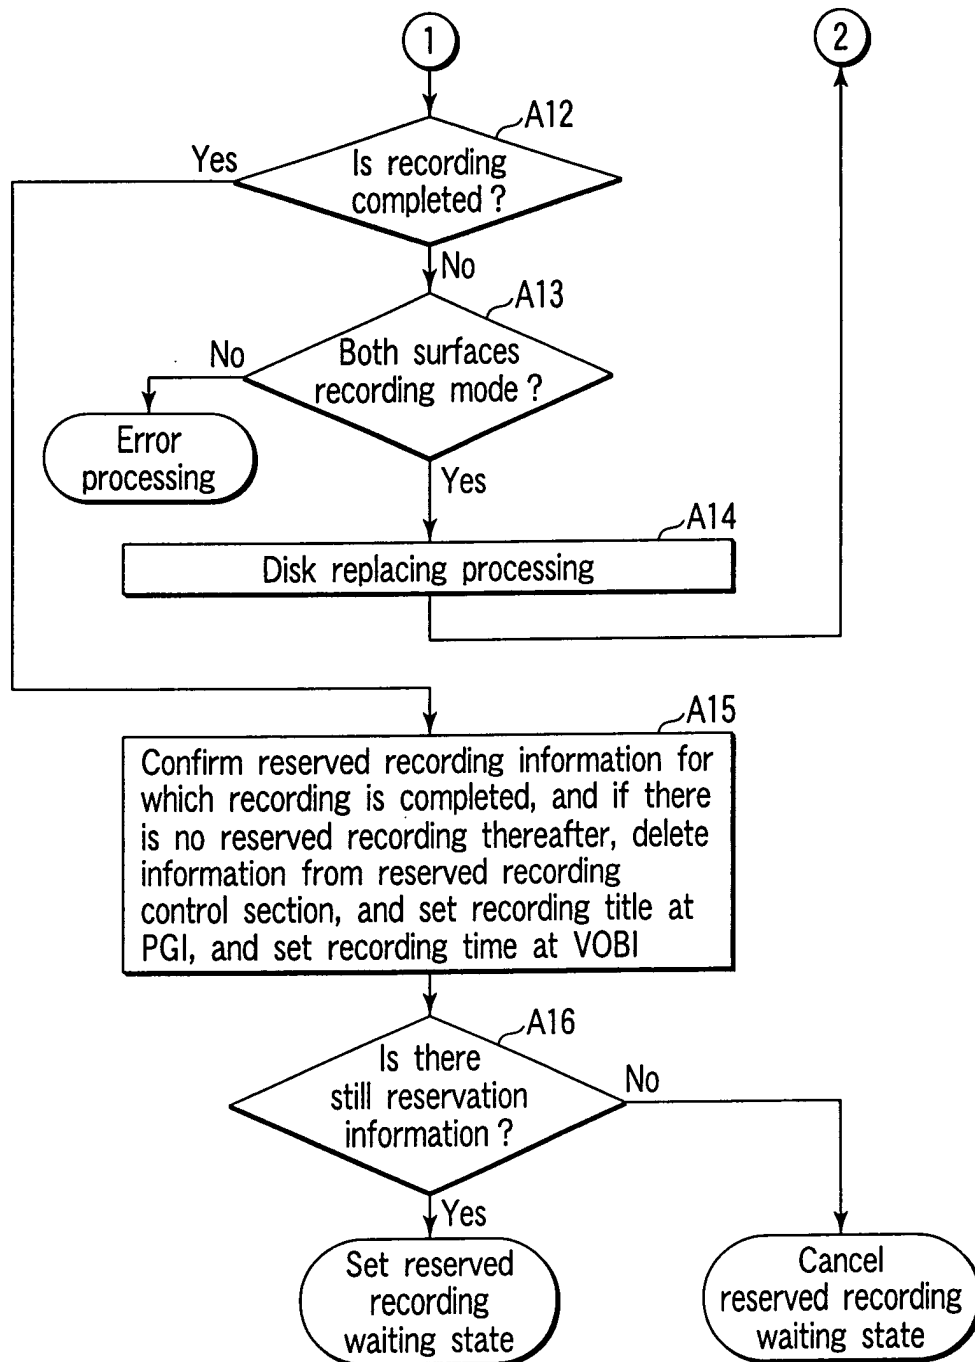 1
2
A12
Yes
Is recording
completed ?
No
A13
No
Both surfaces
recording mode ?
Error
processing
Yes
A14
Disk replacing processing
A15
Confirm reserved recording information for
which recording is completed, and if there
is no reserved recording thereafter, delete
information from reserved recording
control section, and set recording title at
PGI, and set recording time at VOBI
A16
Is there
still reservation
information ?
No
Yes
Set reserved
recording
waiting state
Cancel
reserved recording
waiting state